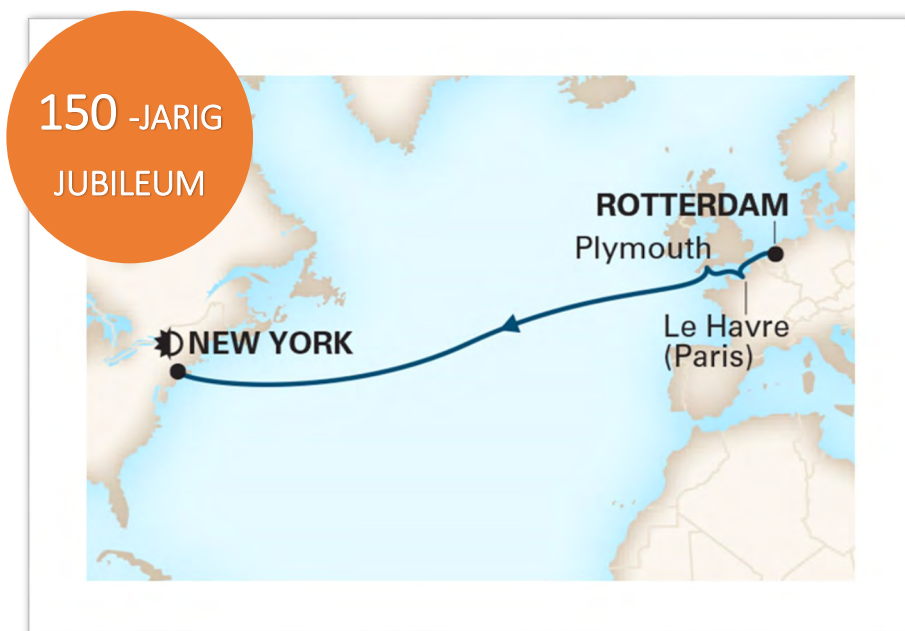 150 -JARIG
JUBILEUM
ROTTERDAM
Plymouth
Le Havre
(Paris)
NEW YORK